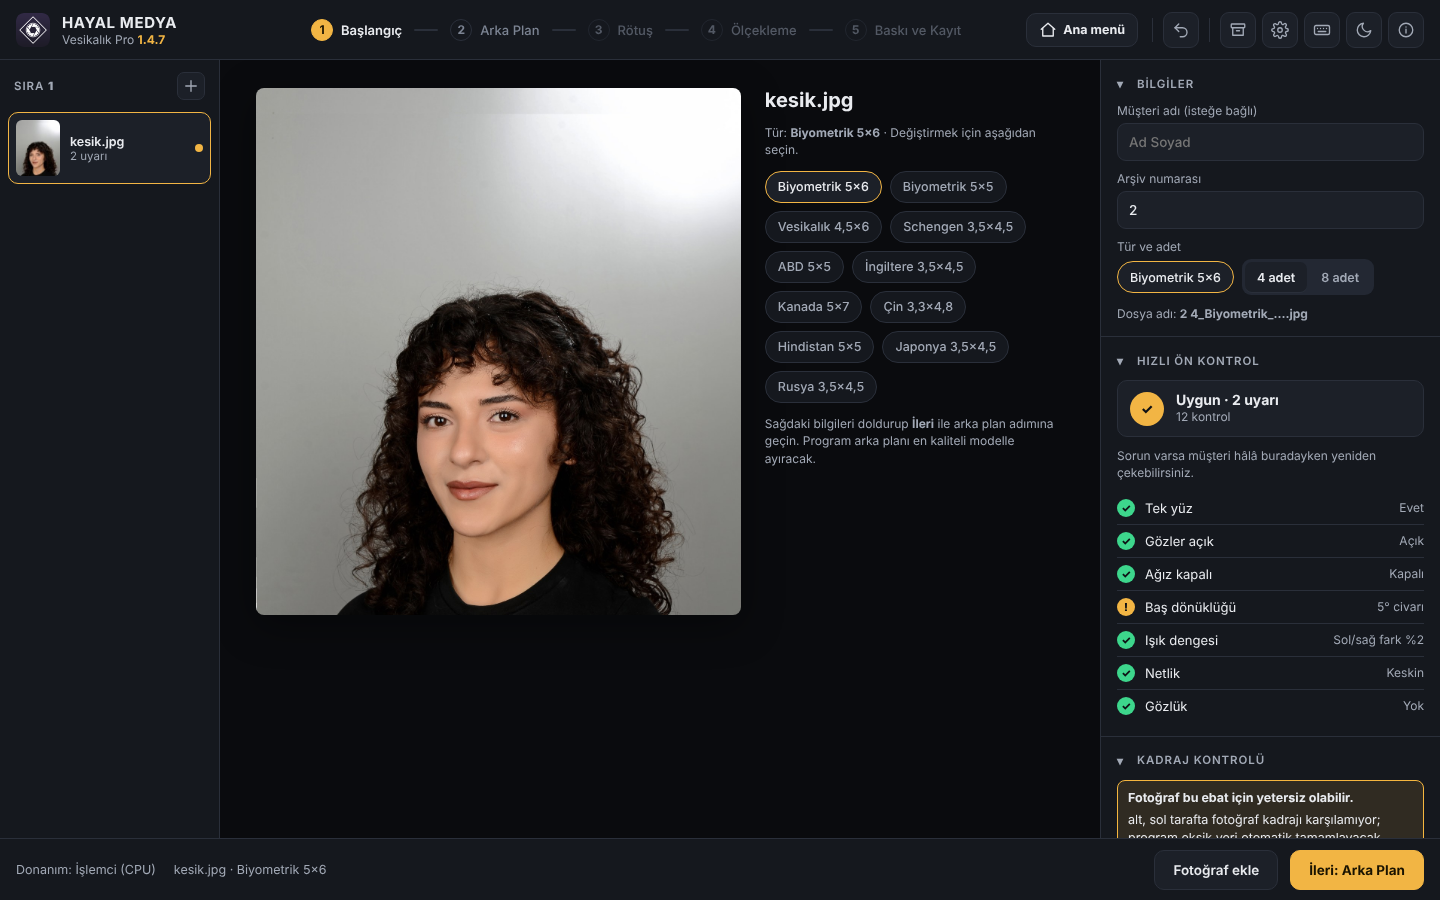 HAYAL MEDYA
Vesikalık Pro 1.4.7
1 Başlangıç
2 Arka Plan
3 Rötuş
4 Ölçekleme
5 Baskı ve Kayıt
Ana menü
SIRA 1
kesik.jpg
2 uyarı
kesik.jpg
Tür: Biyometrik 5×6 · Değiştirmek için aşağıdan
seçin.
Biyometrik 5×6
Biyometrik 5×5
Vesikalık 4,5×6
Schengen 3,5×4,5
ABD 5×5
İngiltere 3,5×4,5
Kanada 5×7
Çin 3,3×4,8
Hindistan 5×5
Japonya 3,5×4,5
Rusya 3,5×4,5
Sağdaki bilgileri doldurup İleri ile arka plan adımına
geçin. Program arka planı en kaliteli modelle
ayıracak.
BİLGİLER
Müşteri adı (isteğe bağlı)
Ad Soyad
Arşiv numarası
2
Tür ve adet
Biyometrik 5×6
4 adet
8 adet
Dosya adı: 2 4_Biyometrik_....jpg
HIZLI ÖN KONTROL
Uygun · 2 uyarı
12 kontrol
Sorun varsa müşteri hâlâ buradayken yeniden
çekebilirsiniz.
Tek yüz Evet
Gözler açık Açık
Ağız kapalı Kapalı
Baş dönüklüğü 5° civarı
Işık dengesi Sol/sağ fark %2
Netlik Keskin
Gözlük Yok
KADRAJ KONTROLÜ
Fotoğraf bu ebat için yetersiz olabilir.
alt, sol tarafta fotoğraf kadrajı karşılamıyor;
program eksik yeri otomatik tamamlayacak
Donanım: İşlemci (CPU)
kesik.jpg · Biyometrik 5×6
Fotoğraf ekle
İleri: Arka Plan